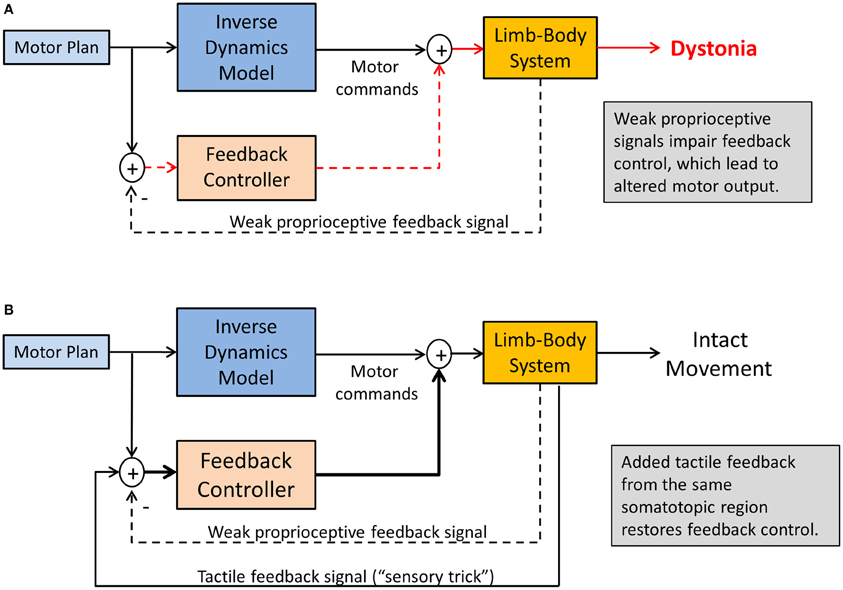 A
Motor Plan
Inverse
Dynamics
Model
Motor
commands
+
Limb-Body
System
Dystonia
+
-
Feedback
Controller
Weak proprioceptive feedback signal
Weak proprioceptive
signals impair feedback
control, which lead to
altered motor output.
B
Motor Plan
Inverse
Dynamics
Model
Motor
commands
+
Limb-Body
System
Intact
Movement
+
-
Feedback
Controller
Weak proprioceptive feedback signal
Tactile feedback signal (“sensory trick”)
Added tactile feedback
from the same
somatotopic region
restores feedback control.